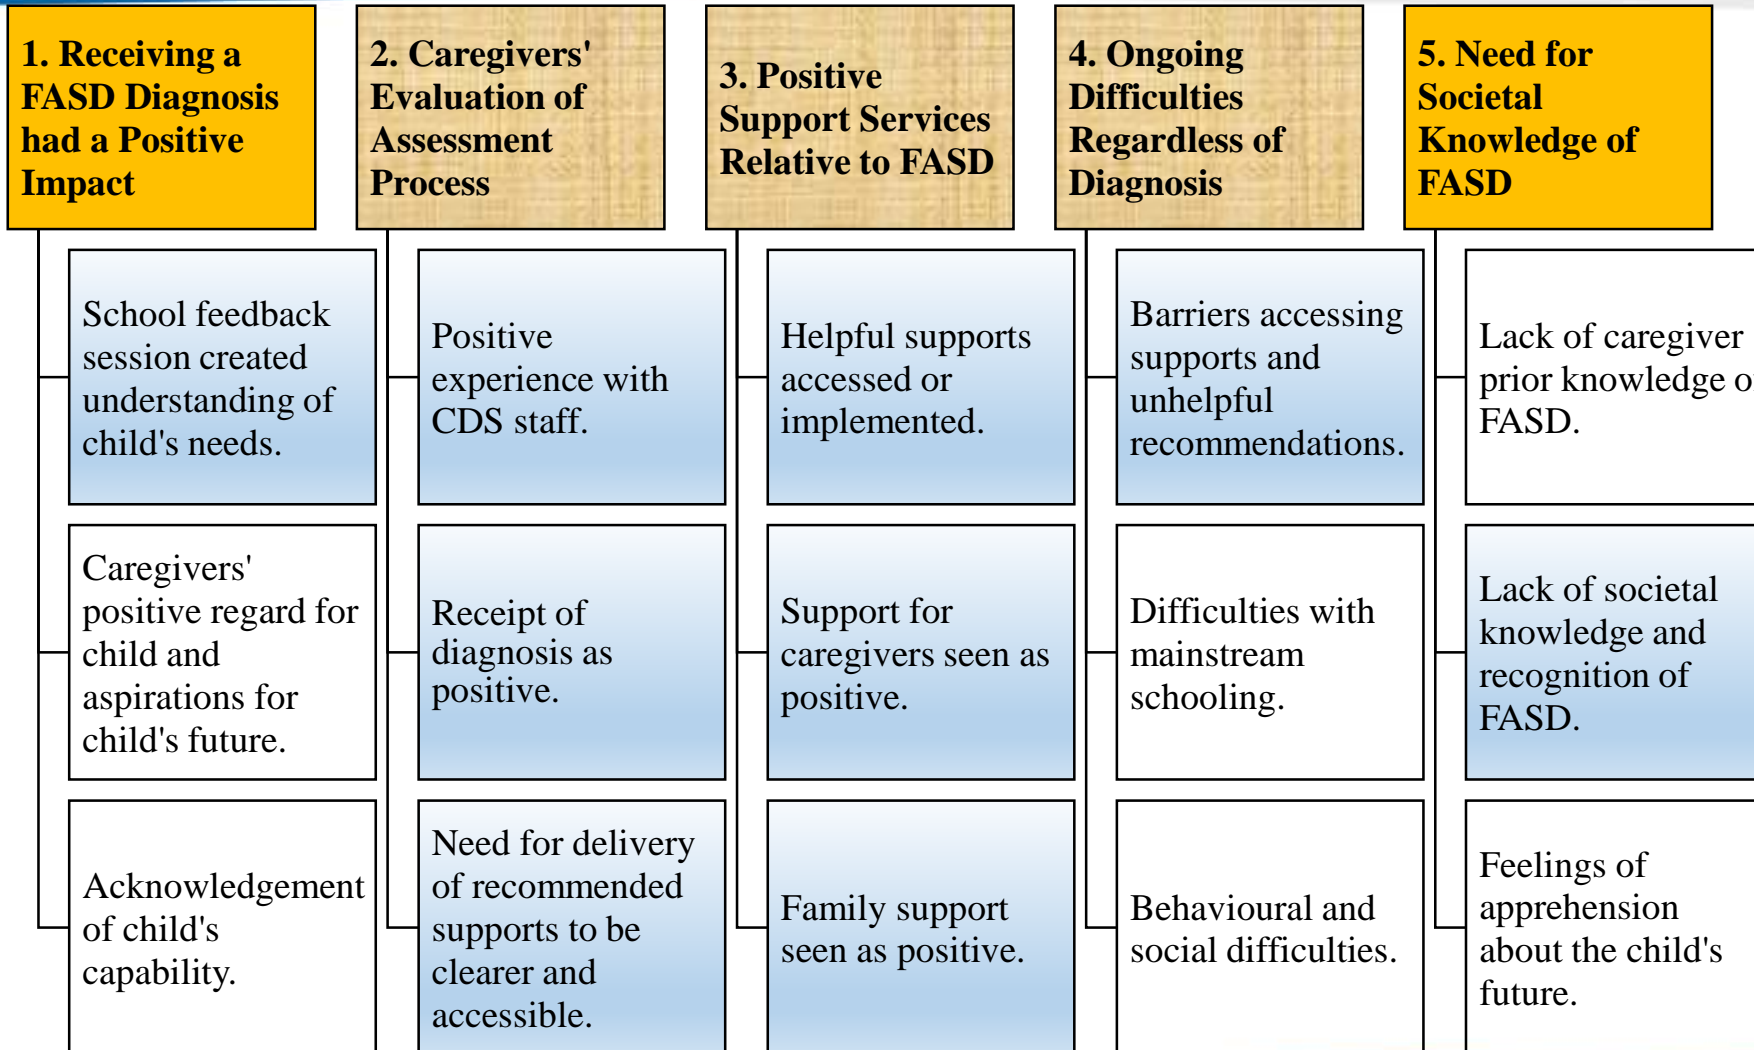 1. Receiving a
FASD Diagnosis
had a Positive
Impact
School feedback
session created
understanding of
child's needs.
Caregivers'
positive regard for
child and
aspirations for
child's future.
Acknowledgement
of child's
capability.
2. Caregivers'
Evaluation of
Assessment
Process
Positive
experience with
CDS staff.
Receipt of
diagnosis as
positive.
Need for delivery
of recommended
supports to be
clearer and
accessible.
3. Positive
Support Services
Relative to FASD
Helpful supports
accessed or
implemented.
Support for
caregivers seen as
positive.
Family support
seen as positive.
4. Ongoing
Difficulties
Regardless of
Diagnosis
Barriers accessing
supports and
unhelpful
recommendations.
Difficulties with
mainstream
schooling.
Behavioural and
social difficulties.
5. Need for
Societal
Knowledge of
FASD
Lack of caregiver
prior knowledge
FASD.
Lack of societal
knowledge and
recognition of
FASD.
Feelings of
apprehension
about the child's
future.